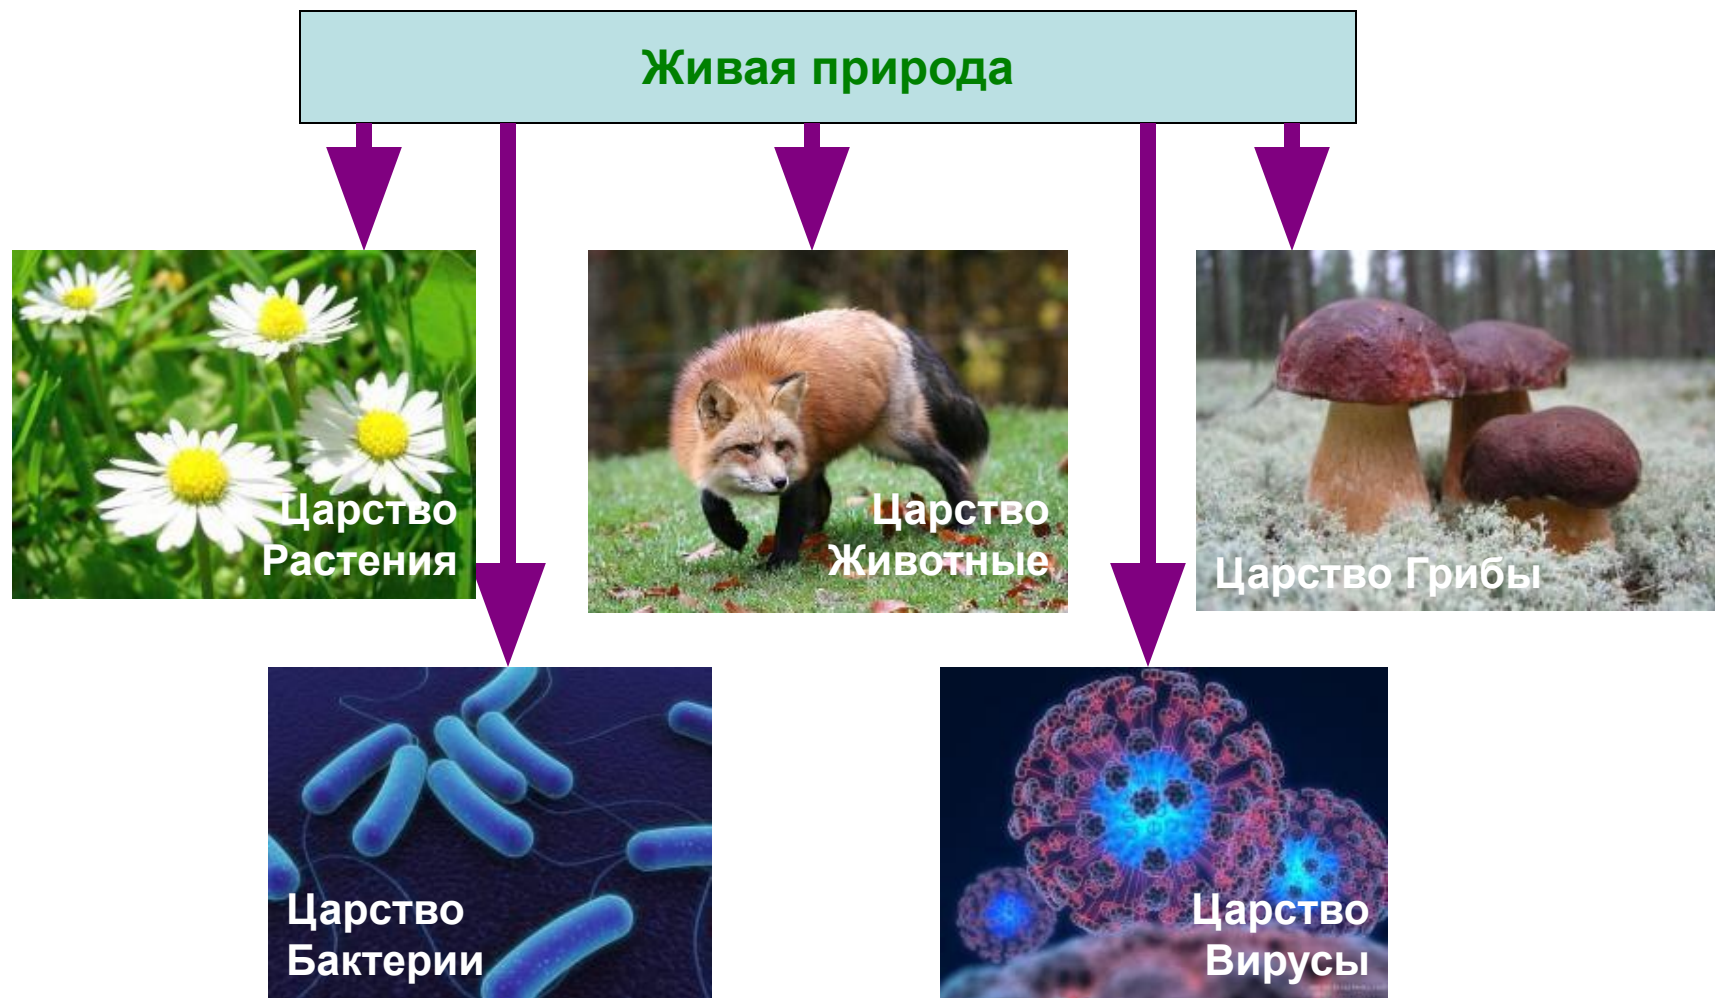 Живая природа
Царство
Растения
Царство
Животные
Царство Грибы
Царство
Бактерии
Царство
Вирусы